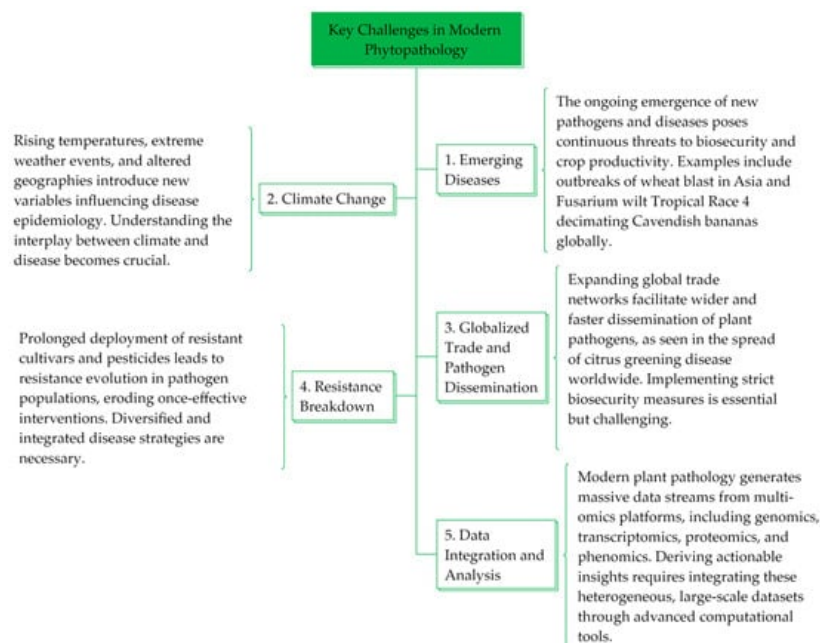 Key Challenges in Modern
Phytopathology
1. Emerging
Diseases
The ongoing emergence of new
pathogens and diseases poses
continuous threats to biosecurity and
crop productivity. Examples include
outbreaks of wheat blast in Asia and
Fusarium wilt Tropical Race 4
decimating Cavendish bananas
globally.
2. Climate Change
Rising temperatures, extreme
weather events, and altered
geographies introduce new
variables influencing disease
epidemiology. Understanding the
interplay between climate and
disease becomes crucial.
3. Globalized
Trade and
Pathogen
Dissemination
Expanding global trade
networks facilitate wider and
faster dissemination of plant
pathogens, as seen in the spread
of citrus greening disease
worldwide. Implementing strict
biosecurity measures is essential
but challenging.
4. Resistance
Breakdown
Prolonged deployment of resistant
cultivars and pesticides leads to
resistance evolution in pathogen
populations, eroding once-effective
interventions. Diversified and
integrated disease strategies are
necessary.
5. Data
Integration and
Analysis
Modern plant pathology generates
massive data streams from multi-
omics platforms, including genomics,
transcriptomics, proteomics, and
phenomics. Deriving actionable
insights requires integrating these
heterogeneous, large-scale datasets
through advanced computational
tools.